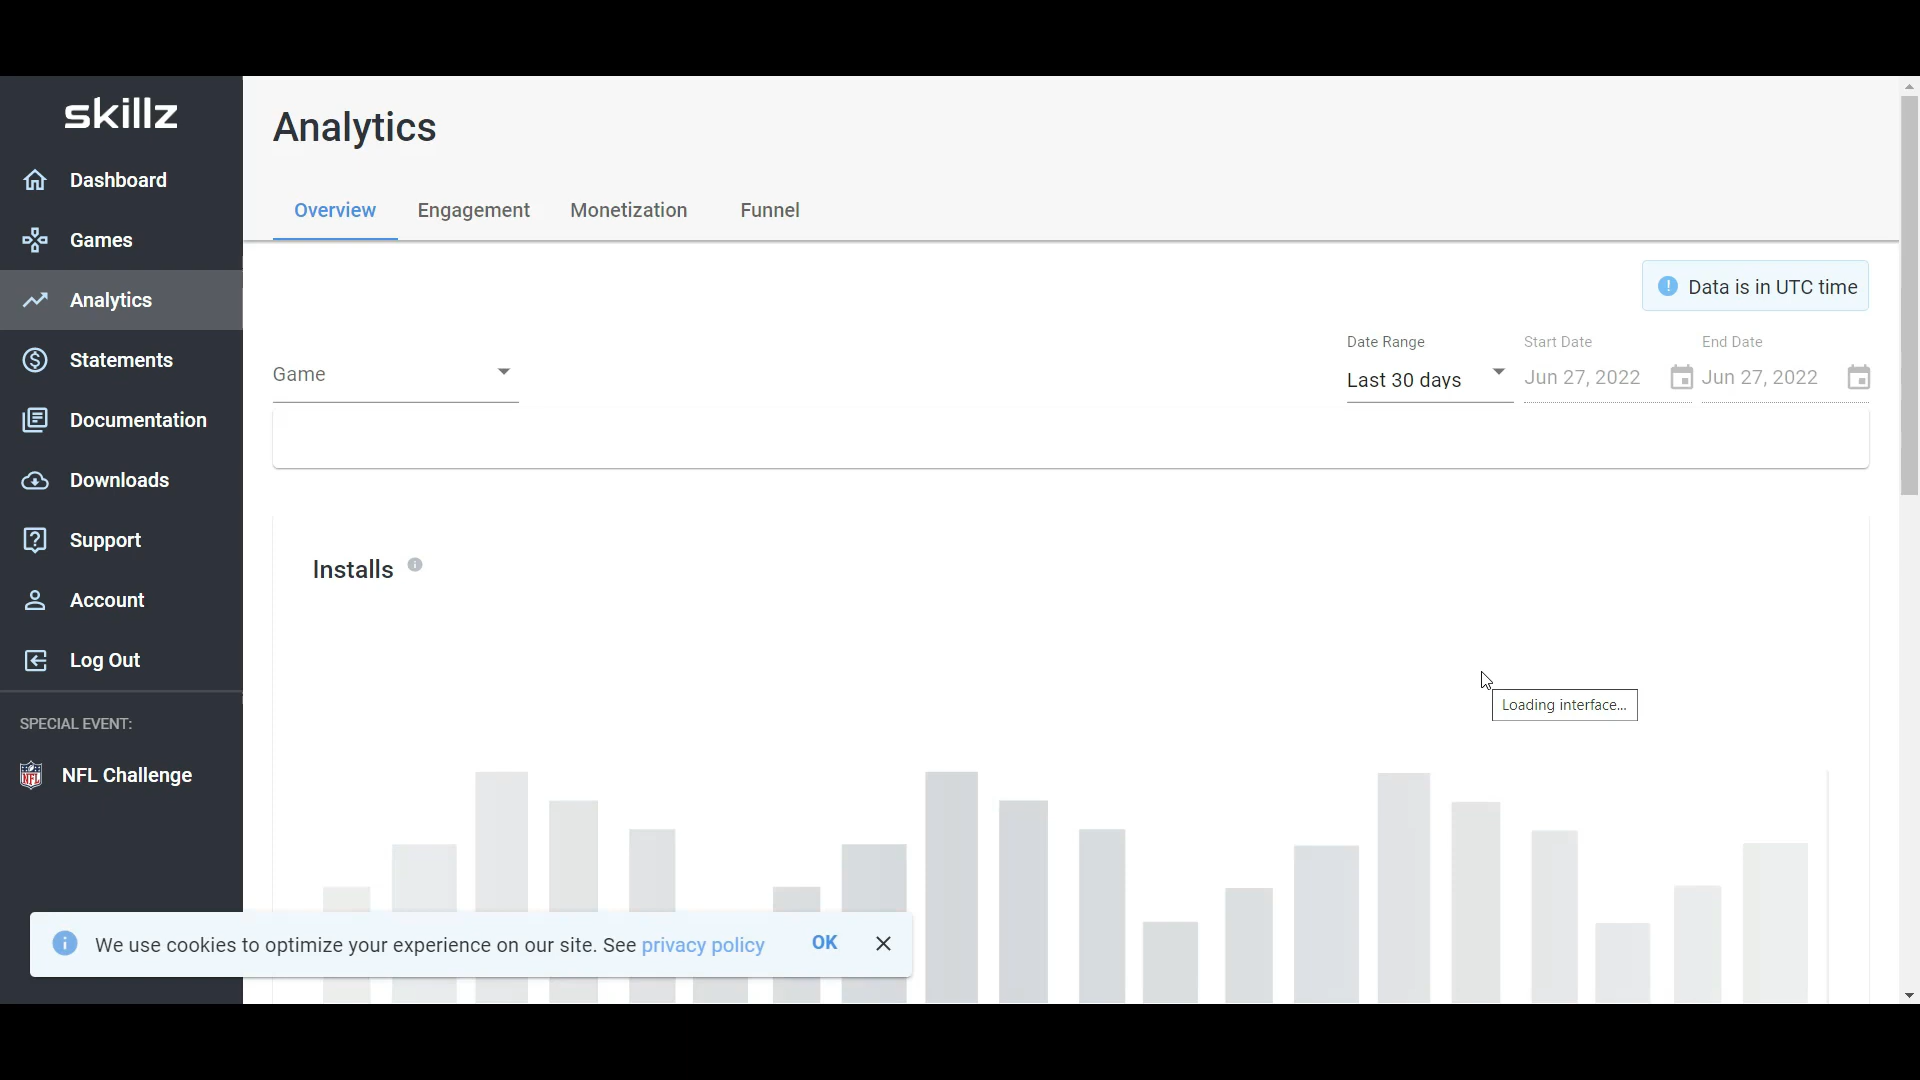 skillz
Dashboard
Games
Analytics
Statements
Documentation
Downloads
Support
Account
Log Out
SPECIAL EVENT:
NFL
NFL Challenge
Analytics
Overview
Engagement
Monetization
Funnel
Data is in UTC time
Game
Date Range
Last 30 days
Start Date
Jun 27, 2022
End Date
Jun 27, 2022
Installs
Loading interface...
We use cookies to optimize your experience on our site. See privacy policy
OK